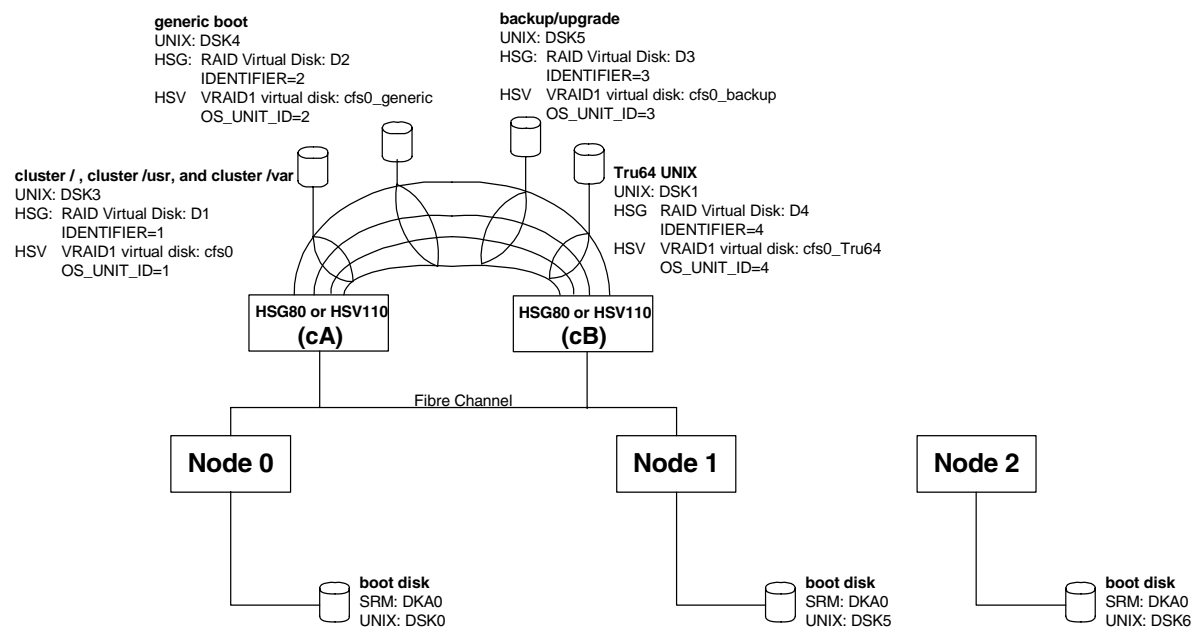 generic boot
UNIX: DSK4
HSG: RAID Virtual Disk: D2
IDENTIFIER=2
HSV VRAID1 virtual disk: cfs0_generic
OS_UNIT_ID=2
backup/upgrade
UNIX: DSK5
HSG: RAID Virtual Disk: D3
IDENTIFIER=3
HSV VRAID1 virtual disk: cfs0_backup
OS_UNIT_ID=3
cluster / , cluster /usr, and cluster /var
UNIX: DSK3
HSG: RAID Virtual Disk: D1
IDENTIFIER=1
HSV VRAID1 virtual disk: cfs0
OS_UNIT_ID=1
Tru64 UNIX
UNIX: DSK1
HSG RAID Virtual Disk: D4
IDENTIFIER=4
HSV VRAID1 virtual disk: cfs0_Tru64
OS_UNIT_ID=4
HSG80 or HSV110
(cA)
HSG80 or HSV110
(cB)
Fibre Channel
Node 0
Node 1
Node 2
boot disk
SRM: DKA0
UNIX: DSK0
boot disk
SRM: DKA0
UNIX: DSK5
boot disk
SRM: DKA0
UNIX: DSK6